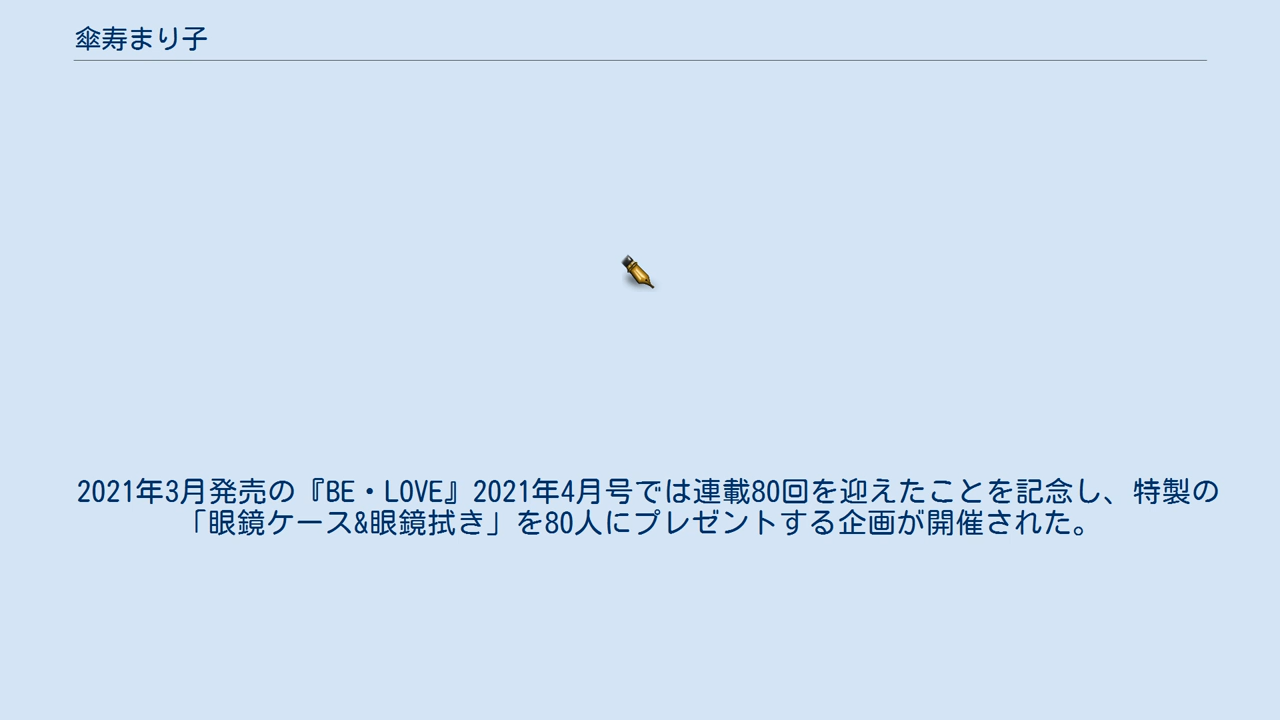 傘寿まり子
2021年3月発売の『BE・LOVE』2021年4月号では連載80回を迎えたことを記念し、特製の
「眼鏡ケース&眼鏡拭き」を80人にプレゼントする企画が開催された。